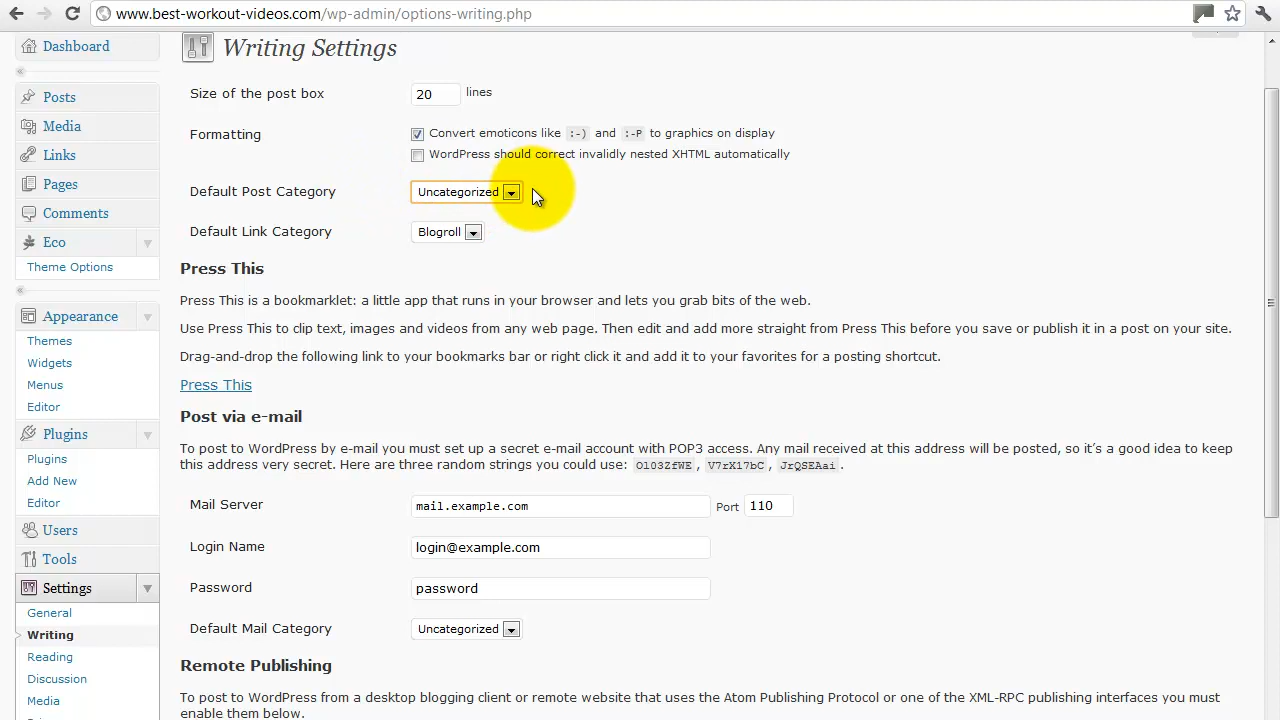 www.best-workout-videos.com/wp-admin/options-writing.php
Dashboard
Posts
Media
Links
Pages
Comments
Eco
Theme Options
Appearance
Themes
Widgets
Menus
Editor
Plugins
Plugins
Add New
Editor
Users
Tools
Settings
General
Writing
Reading
Discussion
Media
Writing Settings
Size of the post box 20 lines
Formatting Convert emoticons like :-) and :-P to graphics on display
WordPress should correct invalidly nested XHTML automatically
Default Post Category Uncategorized
Default Link Category Blogroll
Press This
Press This is a bookmarklet: a little app that runs in your browser and lets you grab bits of the web.
Use Press This to clip text, images and videos from any web page. Then edit and add more straight from Press This before you save or publish it in a post on your site.
Drag-and-drop the following link to your bookmarks bar or right click it and add it to your favorites for a posting shortcut.
Press This
Post via e-mail
To post to WordPress by e-mail you must set up a secret e-mail account with POP3 access. Any mail received at this address will be posted, so it’s a good idea to keep
this address very secret. Here are three random strings you could use: O103ZfWE , V7rX17bC , JrQSEAai .
Mail Server mail.example.com Port 110
Login Name login@example.com
Password password
Default Mail Category Uncategorized
Remote Publishing
To post to WordPress from a desktop blogging client or remote website that uses the Atom Publishing Protocol or one of the XML-RPC publishing interfaces you must
enable them below.